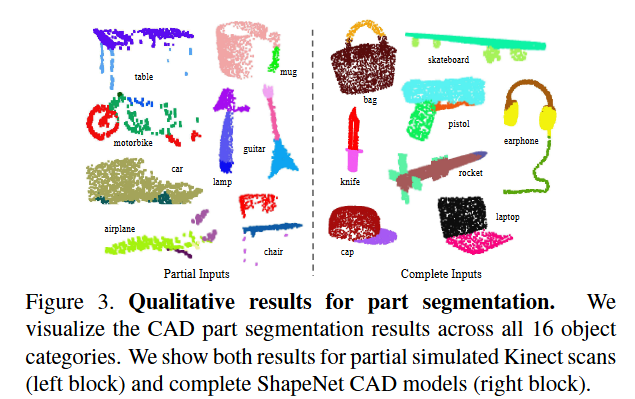 table
mug
motorbike
guitar
lamp
car
airplane
chair
Partial Inputs
bag
skateboard
pistol
earphone
knife
rocket
laptop
cap
Complete Inputs
Figure 3. Qualitative results for part segmentation. We
visualize the CAD part segmentation results across all 16 object
categories. We show both results for partial simulated Kinect scans
(left block) and complete ShapeNet CAD models (right block).